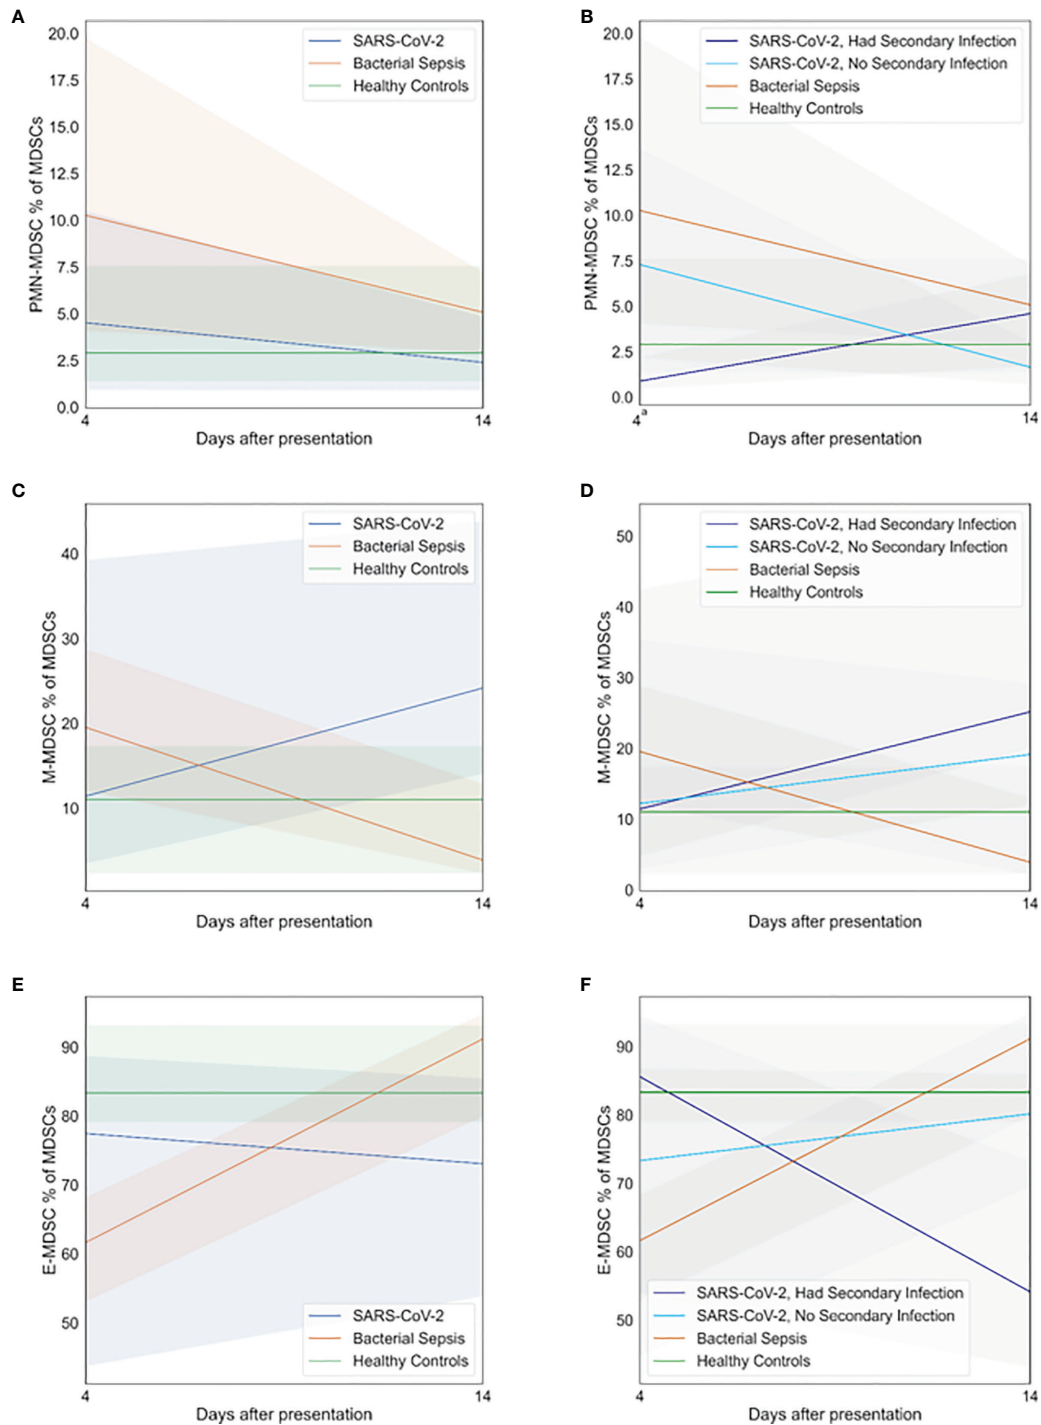 A
PMN-MDSC % of MDSCs
20.0
17.5
15.0
12.5
10.0
7.5
5.0
2.5
0.0
SARS-CoV-2
Bacterial Sepsis
Healthy Controls
4
14
Days after presentation
B
PMN-MDSC % of MDSCs
20.0
17.5
15.0
12.5
10.0
7.5
5.0
2.5
0.0
SARS-CoV-2, Had Secondary Infection
SARS-CoV-2, No Secondary Infection
Bacterial Sepsis
Healthy Controls
4ᵃ
14
Days after presentation
C
M-MDSC % of MDSCs
40
30
20
10
SARS-CoV-2
Bacterial Sepsis
Healthy Controls
4
14
Days after presentation
D
M-MDSC % of MDSCs
50
40
30
20
10
0
SARS-CoV-2, Had Secondary Infection
SARS-CoV-2, No Secondary Infection
Bacterial Sepsis
Healthy Controls
4
14
Days after presentation
E
E-MDSC % of MDSCs
90
80
70
60
50
SARS-CoV-2
Bacterial Sepsis
Healthy Controls
4
14
Days after presentation
F
E-MDSC % of MDSCs
90
80
70
60
50
SARS-CoV-2, Had Secondary Infection
SARS-CoV-2, No Secondary Infection
Bacterial Sepsis
Healthy Controls
4
14
Days after presentation